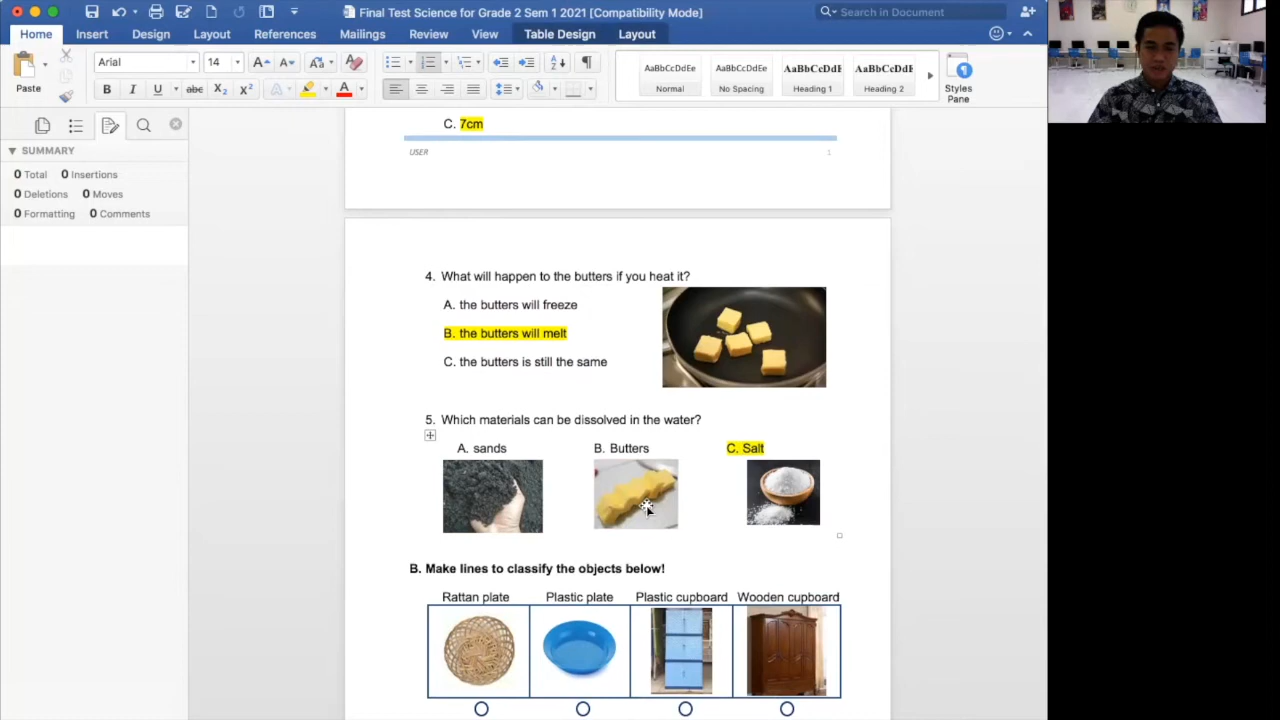 Final Test Science for Grade 2 Sem 1 2021 [Compatibility Mode]
Search in Document
Home Insert Design Layout References Mailings Review View Table Design Layout
Paste
Arial 14
B I U abc X2 X2 A A
AaBbCcDdEe AaBbCcDdEe AaBbCcDdE AaBbCcDdEe
Normal No Spacing Heading 1 Heading 2
Styles Pane
SUMMARY
0 Total 0 Insertions
0 Deletions 0 Moves
0 Formatting 0 Comments
C. 7cm
USER 1
4. What will happen to the butters if you heat it?
A. the butters will freeze
B. the butters will melt
C. the butters is still the same
5. Which materials can be dissolved in the water?
A. sands B. Butters C. Salt
B. Make lines to classify the objects below!
Rattan plate Plastic plate Plastic cupboard Wooden cupboard